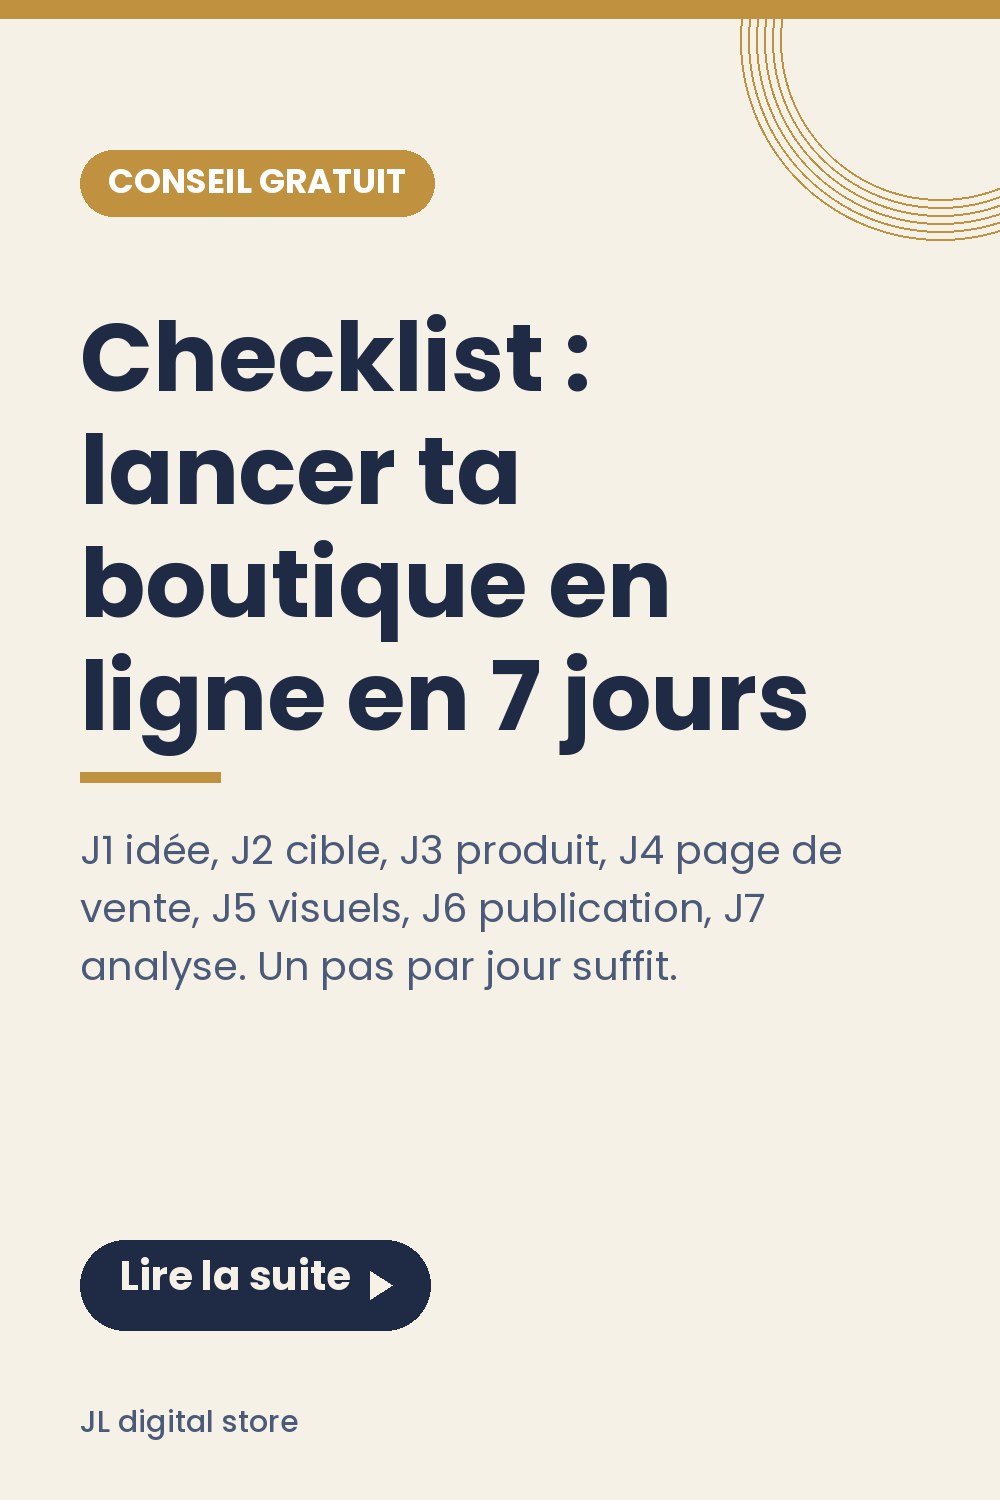 CONSEIL GRATUIT
Checklist :
lancer ta
boutique en
ligne en 7 jours
J1 idée, J2 cible, J3 produit, J4 page de
vente, J5 visuels, J6 publication, J7
analyse. Un pas par jour suffit.
Lire la suite
JL digital store